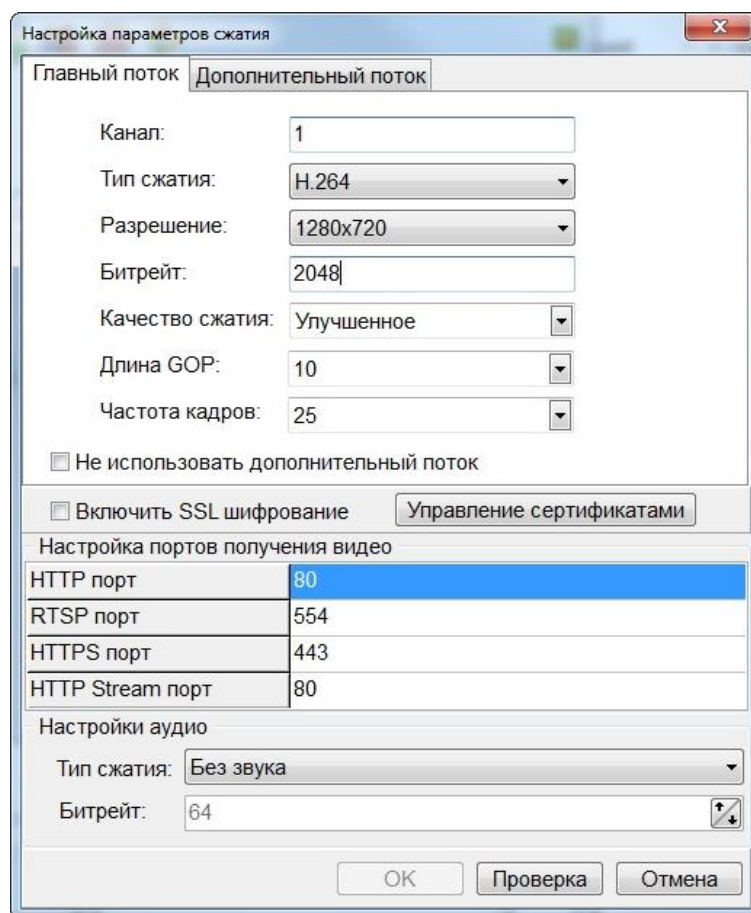 Настройка параметров сжатия
Главный поток Дополнительный поток
Канал: 1
Тип сжатия: H.264
Разрешение: 1280x720
Битрейт: 2048
Качество сжатия: Улучшенное
Длина GOP: 10
Частота кадров: 25
Не использовать дополнительный поток
Включить SSL шифрование Управление сертификатами
Настройка портов получения видео
HTTP порт 80
RTSP порт 554
HTTPS порт 443
HTTP Stream порт 80
Настройки аудио
Тип сжатия: Без звука
Битрейт: 64
OK Проверка Отмена